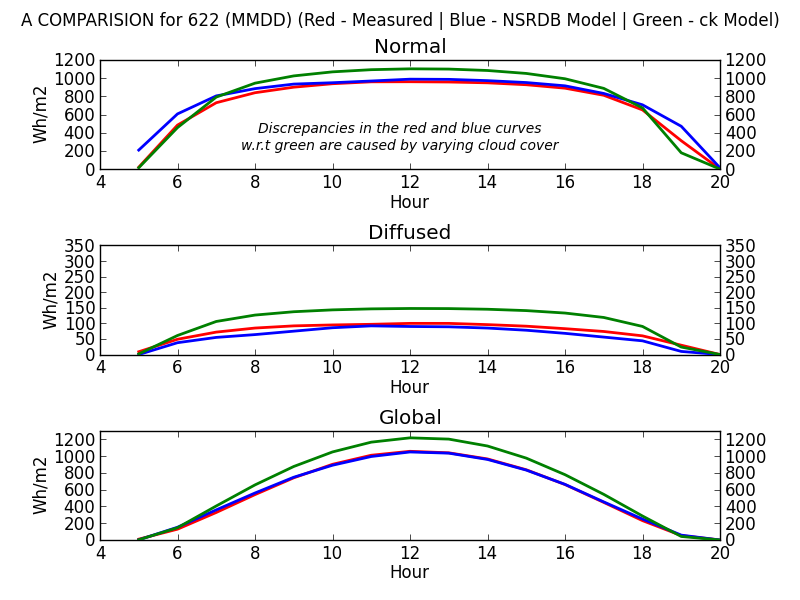 A COMPARISION for 622 (MMDD) (Red - Measured | Blue - NSRDB Model | Green - ck Model)
Normal
1200 1200
1000 1000
800 800
600 600
400 400
200 200
0 0
Wh/m2
Discrepancies in the red and blue curves
w.r.t green are caused by varying cloud cover
4 6 8 10 12 14 16 18 20
Hour
Diffused
350 350
300 300
250 250
200 200
150 150
100 100
50 50
0 0
Wh/m2
4 6 8 10 12 14 16 18 20
Hour
Global
1200 1200
1000 1000
800 800
600 600
400 400
200 200
0 0
Wh/m2
4 6 8 10 12 14 16 18 20
Hour